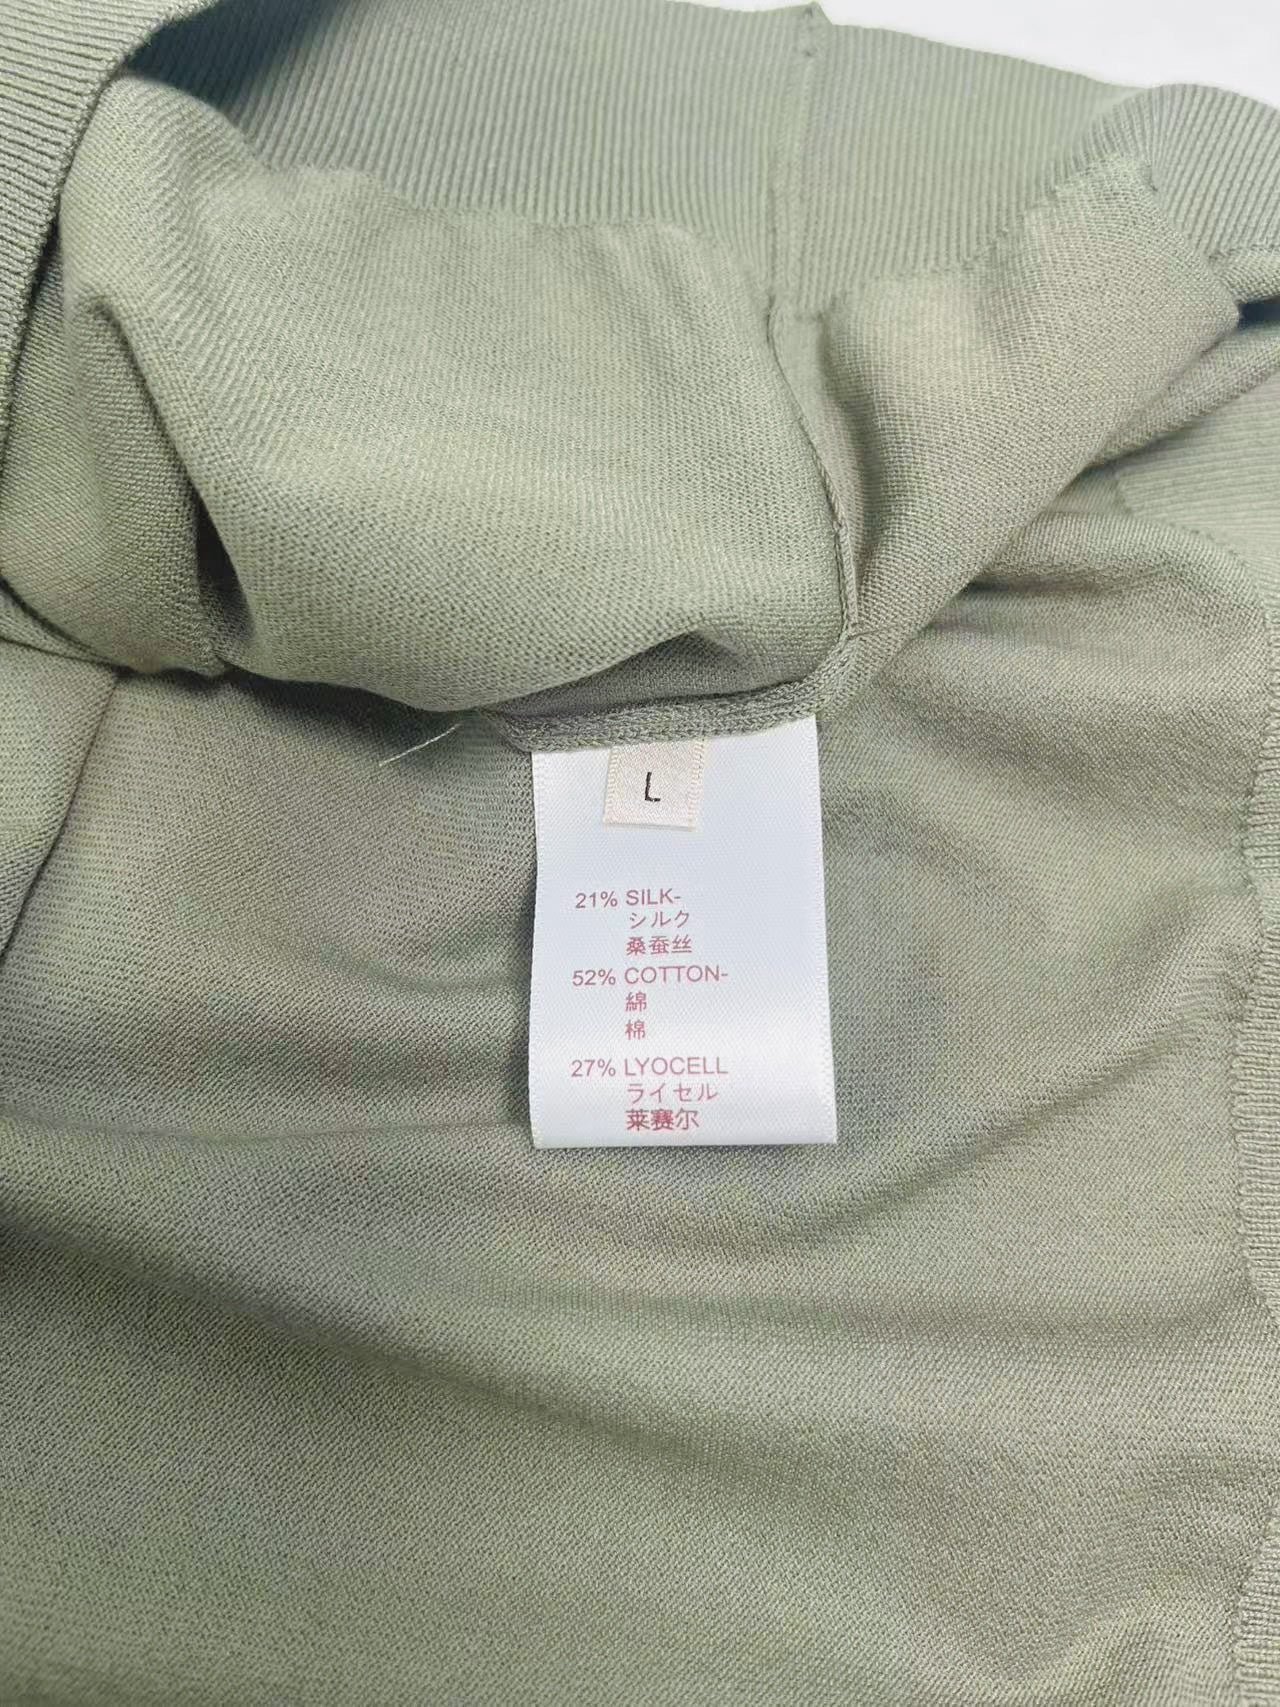 L
21% SILK-
シルク
桑蚕丝
52% COTTON-
綿
棉
27% LYOCELL
ライセル
莱赛尔